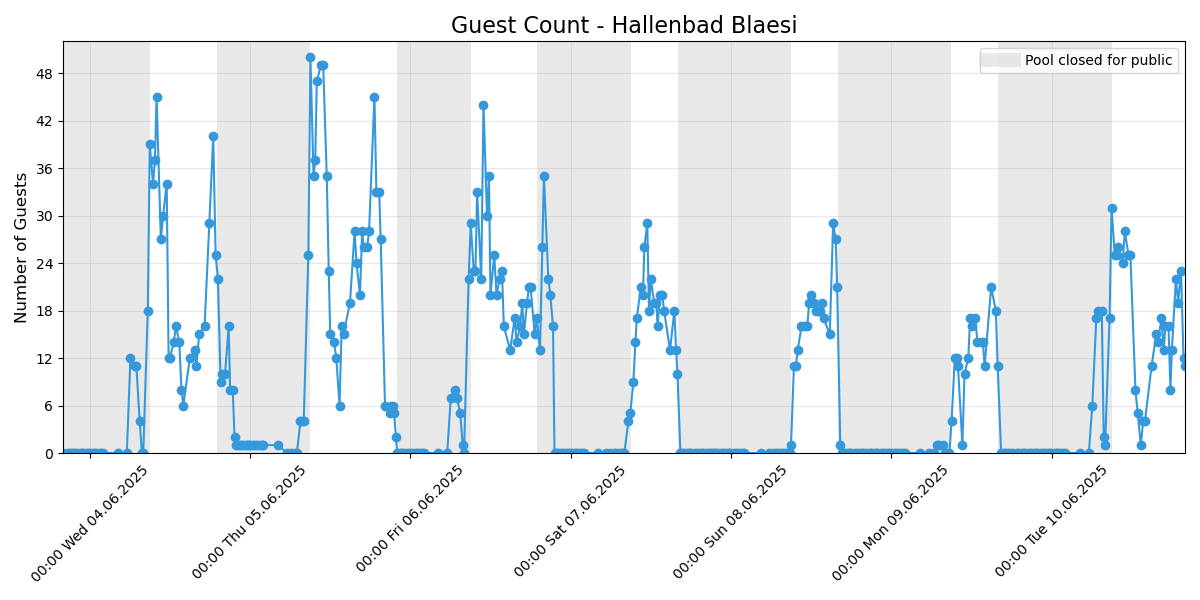 Guest Count - Hallenbad Blaesi
Pool closed for public
Number of Guests
48
42
36
30
24
18
12
6
0
00:00 Wed 04.06.2025
00:00 Thu 05.06.2025
00:00 Fri 06.06.2025
00:00 Sat 07.06.2025
00:00 Sun 08.06.2025
00:00 Mon 09.06.2025
00:00 Tue 10.06.2025